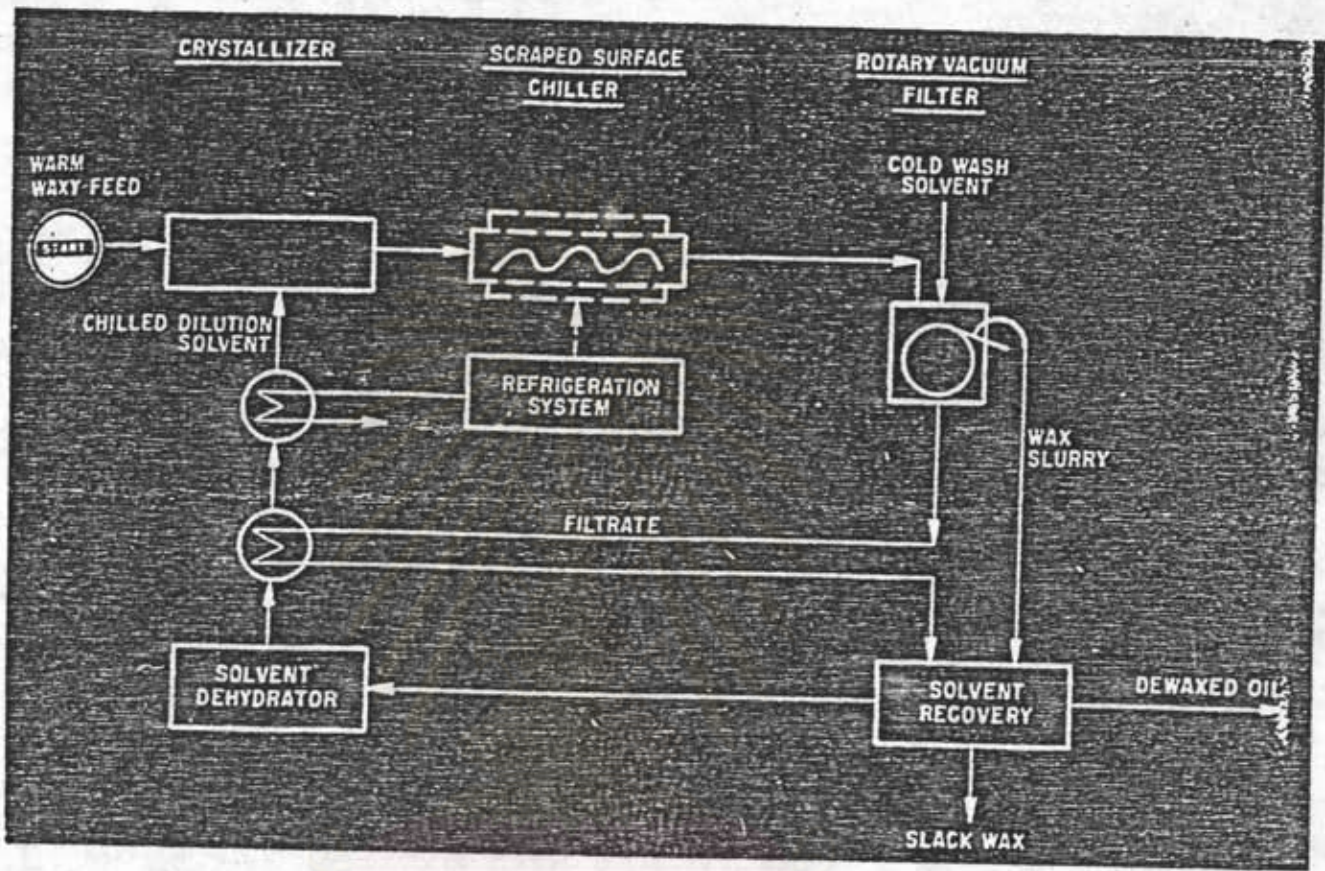 CRYSTALLIZER
SCRAPED SURFACE
CHILLER
ROTARY VACUUM
FILTER
WARM
WAXY FEED
START
COLD WASH
SOLVENT
CHILLED DILUTION
SOLVENT
REFRIGERATION
SYSTEM
WAX
SLURRY
FILTRATE
SOLVENT
DEHYDRATOR
SOLVENT
RECOVERY
DEWAXED OIL
SLACK WAX